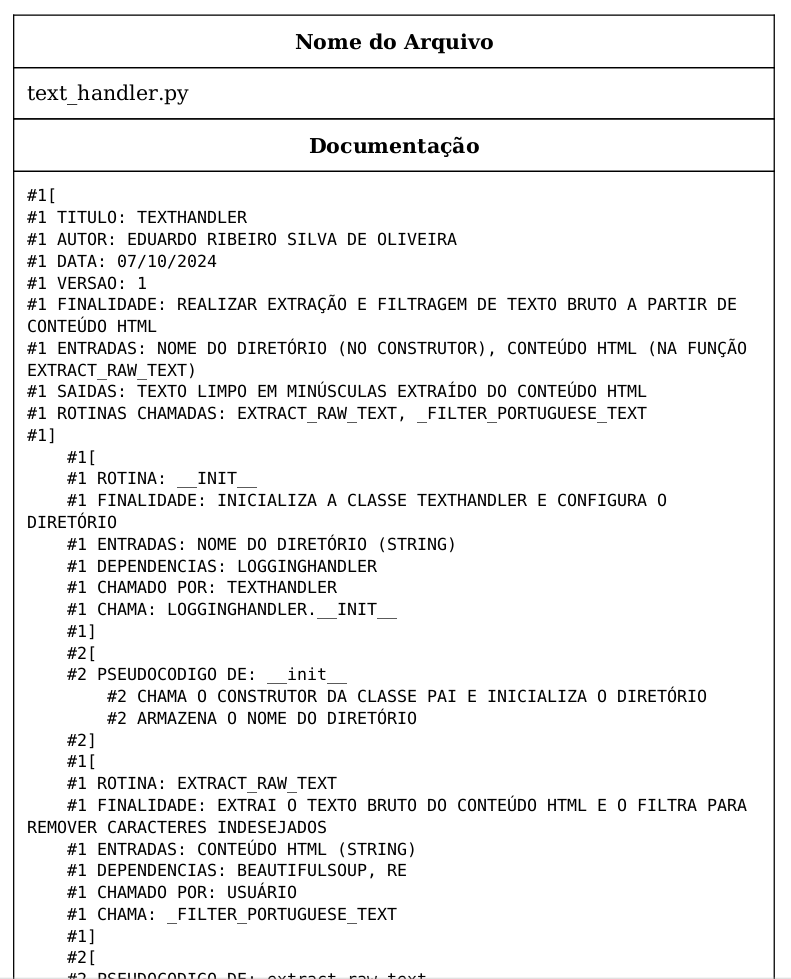 Nome do Arquivo
text_handler.py
Documentação
#1[
#1 TITULO: TEXTHANDLER
#1 AUTOR: EDUARDO RIBEIRO SILVA DE OLIVEIRA
#1 DATA: 07/10/2024
#1 VERSAO: 1
#1 FINALIDADE: REALIZAR EXTRAÇÃO E FILTRAGEM DE TEXTO BRUTO A PARTIR DE
CONTEÚDO HTML
#1 ENTRADAS: NOME DO DIRETÓRIO (NO CONSTRUTOR), CONTEÚDO HTML (NA FUNÇÃO
EXTRACT_RAW_TEXT)
#1 SAIDAS: TEXTO LIMPO EM MINÚSCULAS EXTRAÍDO DO CONTEÚDO HTML
#1 ROTINAS CHAMADAS: EXTRACT_RAW_TEXT, _FILTER_PORTUGUESE_TEXT
#1]
#1[
#1 ROTINA: __INIT__
#1 FINALIDADE: INICIALIZA A CLASSE TEXTHANDLER E CONFIGURA O
DIRETÓRIO
#1 ENTRADAS: NOME DO DIRETÓRIO (STRING)
#1 DEPENDENCIAS: LOGGINGHANDLER
#1 CHAMADO POR: TEXTHANDLER
#1 CHAMA: LOGGINGHANDLER.__INIT__
#1]
#2[
#2 PSEUDOCODIGO DE: __init__
#2 CHAMA O CONSTRUTOR DA CLASSE PAI E INICIALIZA O DIRETÓRIO
#2 ARMAZENA O NOME DO DIRETÓRIO
#2]
#1[
#1 ROTINA: EXTRACT_RAW_TEXT
#1 FINALIDADE: EXTRAI O TEXTO BRUTO DO CONTEÚDO HTML E O FILTRA PARA
REMOVER CARACTERES INDESEJADOS
#1 ENTRADAS: CONTEÚDO HTML (STRING)
#1 DEPENDENCIAS: BEAUTIFULSOUP, RE
#1 CHAMADO POR: USUÁRIO
#1 CHAMA: _FILTER_PORTUGUESE_TEXT
#1]
#2[
#2 PSEUDOCODIGO DE: extract_raw_text